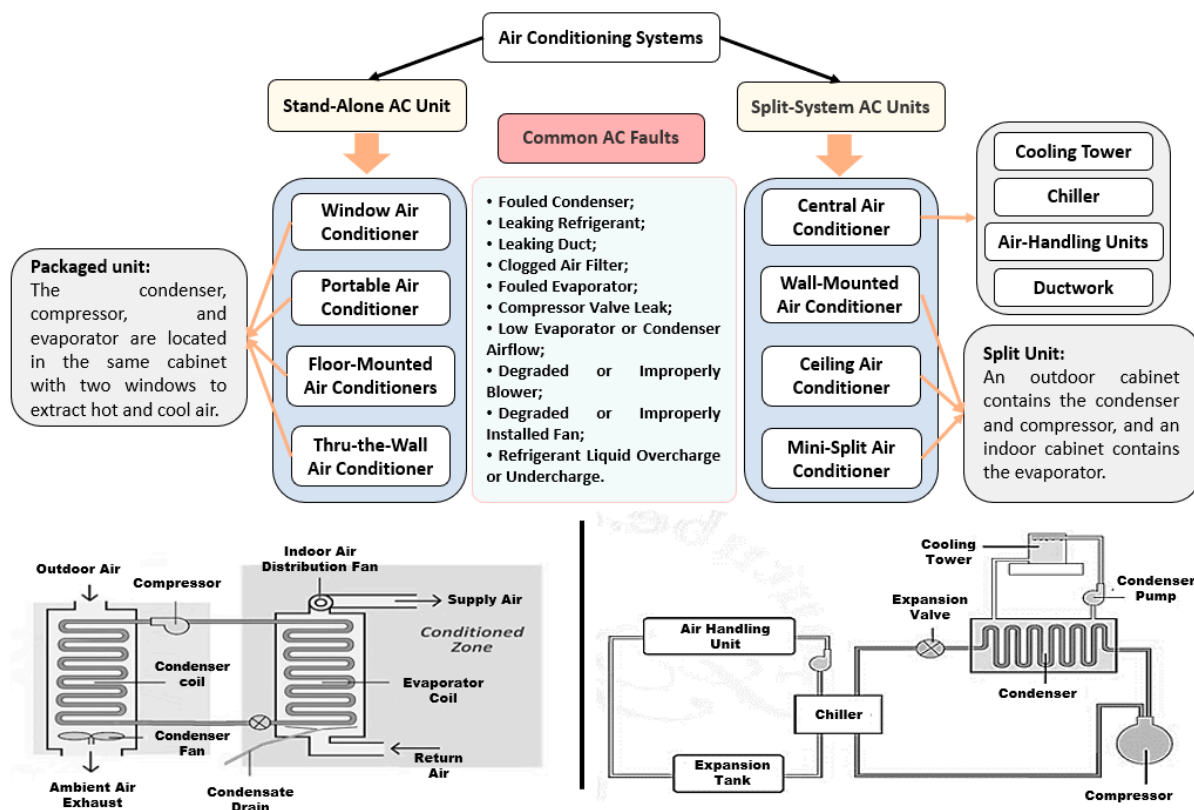 Air Conditioning Systems
Stand-Alone AC Unit
Split-System AC Units
Common AC Faults
Window Air
Conditioner
Portable Air
Conditioner
Floor-Mounted
Air Conditioners
Thru-the-Wall
Air Conditioner
Packaged unit:
The condenser,
compressor, and
evaporator are located
in the same cabinet
with two windows to
extract hot and cool air.
• Fouled Condenser;
• Leaking Refrigerant;
• Leaking Duct;
• Clogged Air Filter;
• Fouled Evaporator;
• Compressor Valve Leak;
• Low Evaporator or Condenser
Airflow;
• Degraded or Improperly
Blower;
• Degraded or Improperly
Installed Fan;
• Refrigerant Liquid Overcharge
or Undercharge.
Central Air
Conditioner
Wall-Mounted
Air Conditioner
Ceiling Air
Conditioner
Mini-Split Air
Conditioner
Cooling Tower
Chiller
Air-Handling Units
Ductwork
Split Unit:
An outdoor cabinet
contains the condenser
and compressor, and an
indoor cabinet contains
the evaporator.
Outdoor Air
Compressor
Indoor Air
Distribution Fan
Supply Air
Conditioned
Zone
Condenser
coil
Evaporator
Coil
Condenser
Fan
Return
Air
Ambient Air
Exhaust
Condensate
Drain
Cooling
Tower
Condenser
Pump
Expansion
Valve
Air Handling
Unit
Condenser
Chiller
Expansion
Tank
Compressor